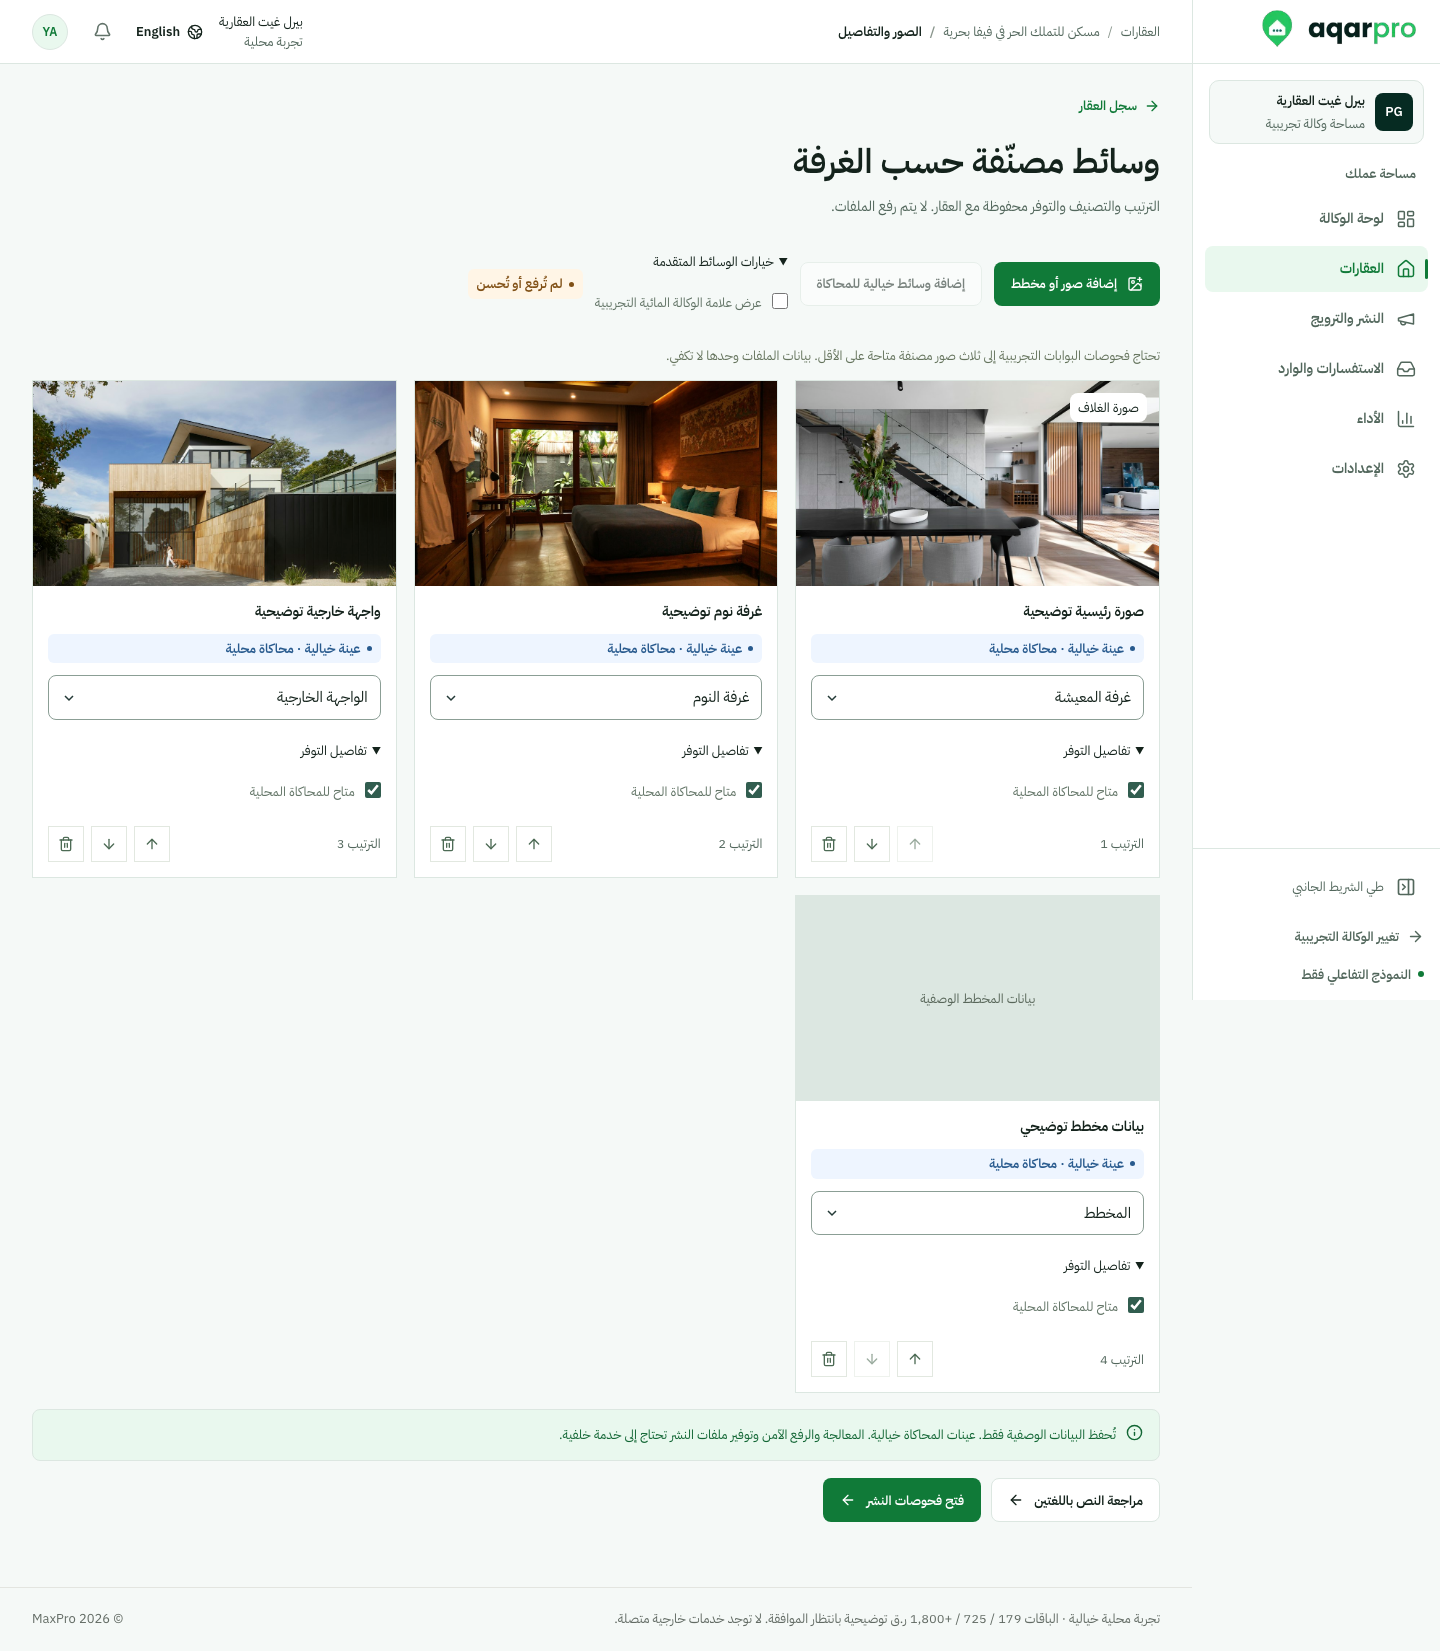 aqarpro
العقارات / مسكن للتملك الحر في فيفا بحرية / الصور والتفاصيل
بيرل غيت العقارية
تجربة محلية
English
YA
PG
بيرل غيت العقارية
مساحة وكالة تجريبية
مساحة عملك
لوحة الوكالة
العقارات
النشر والترويج
الاستفسارات والوارد
الأداء
الإعدادات
طي الشريط الجانبي
تغيير الوكالة التجريبية
النموذج التفاعلي فقط
سجل العقار
وسائط مصنّفة حسب الغرفة
الترتيب والتصنيف والتوفر محفوظة مع العقار. لا يتم رفع الملفات.
إضافة صور أو مخطط
إضافة وسائط خيالية للمحاكاة
خيارات الوسائط المتقدمة
عرض علامة الوكالة المائية التجريبية
لم تُرفع أو تُحسن
تحتاج فحوصات البوابات التجريبية إلى ثلاث صور مصنفة متاحة على الأقل. بيانات الملفات وحدها لا تكفي.
صورة الغلاف
صورة رئيسية توضيحية
عينة خيالية · محاكاة محلية
غرفة المعيشة
تفاصيل التوفر
متاح للمحاكاة المحلية
الترتيب 1
غرفة نوم توضيحية
عينة خيالية · محاكاة محلية
غرفة النوم
تفاصيل التوفر
متاح للمحاكاة المحلية
الترتيب 2
واجهة خارجية توضيحية
عينة خيالية · محاكاة محلية
الواجهة الخارجية
تفاصيل التوفر
متاح للمحاكاة المحلية
الترتيب 3
بيانات المخطط الوصفية
بيانات مخطط توضيحي
عينة خيالية · محاكاة محلية
المخطط
تفاصيل التوفر
متاح للمحاكاة المحلية
الترتيب 4
تُحفظ البيانات الوصفية فقط. عينات المحاكاة خيالية. المعالجة والرفع الآمن وتوفير ملفات النشر تحتاج إلى خدمة خلفية.
مراجعة النص باللغتين
فتح فحوصات النشر
تجربة محلية خيالية · الباقات 179 / 725 / 1,800+ ر.ق توضيحية بانتظار الموافقة. لا توجد خدمات خارجية متصلة.
© 2026 MaxPro